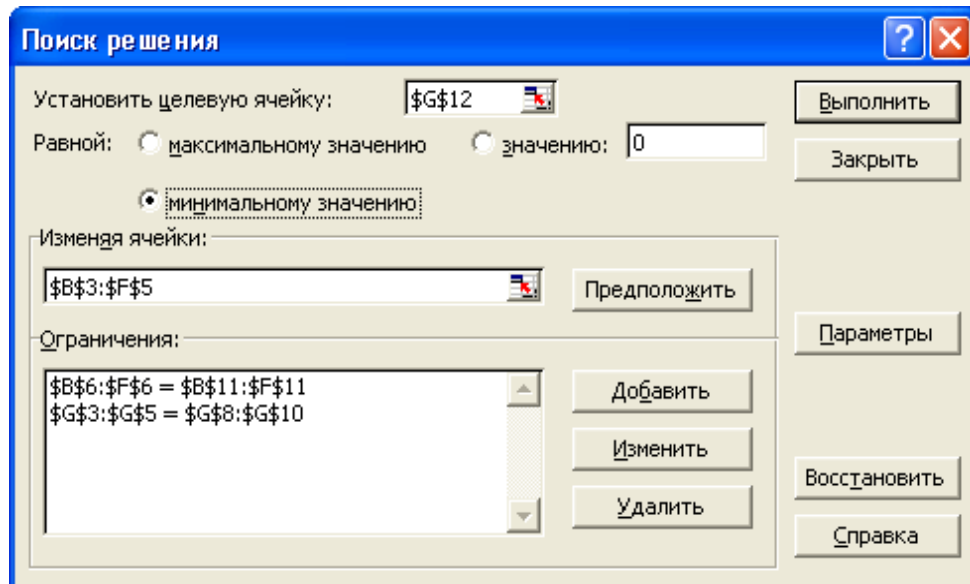 Поиск решения
Установить целевую ячейку: $G$12
Выполнить
Равной: максимальному значению значению: 0
Закрыть
минимальному значению
Изменяя ячейки:
$B$3:$F$5
Предположить
Ограничения:
Параметры
$B$6:$F$6 = $B$11:$F$11
$G$3:$G$5 = $G$8:$G$10
Добавить
Изменить
Удалить
Восстановить
Справка